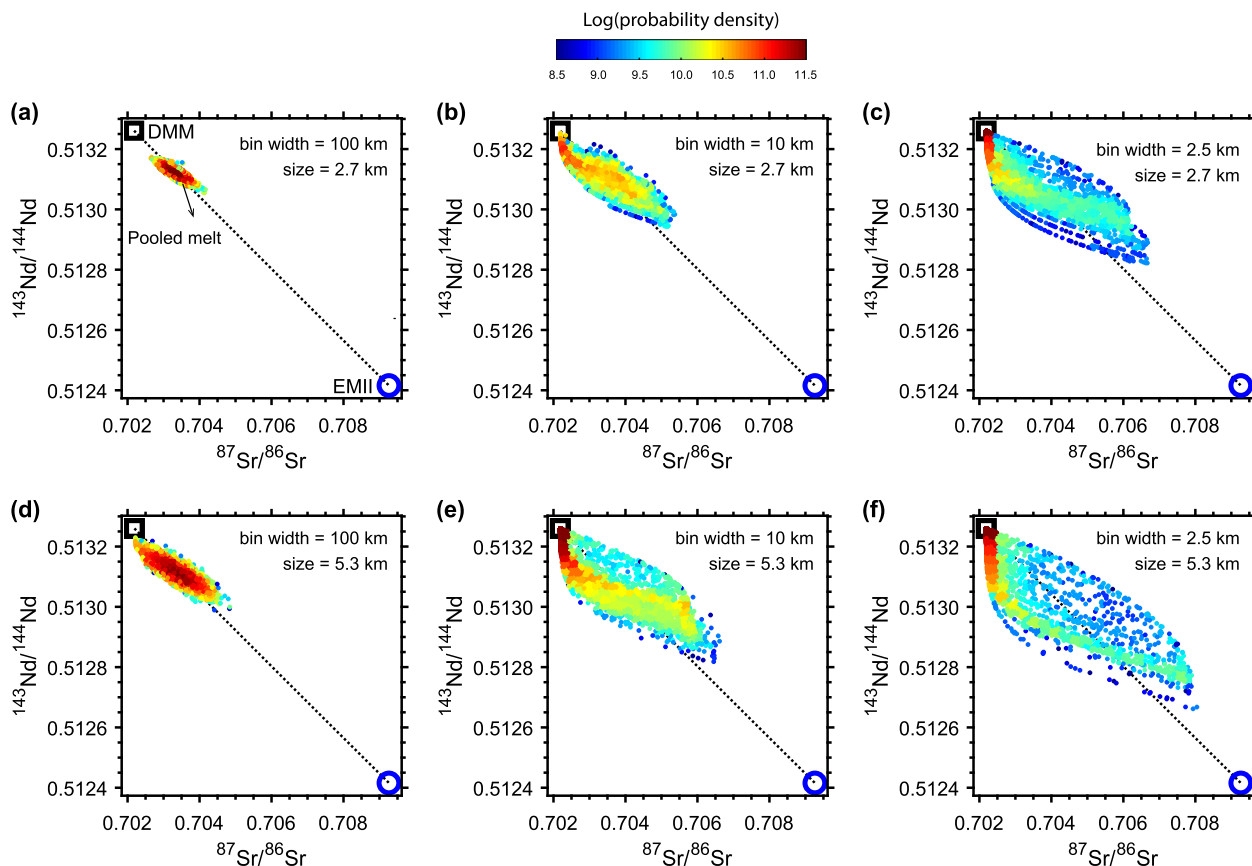 Log(probability density)
8.5 9.0 9.5 10.0 10.5 11.0 11.5
(a)
DMM
bin width = 100 km
size = 2.7 km
Pooled melt
EMII
0.5132
0.5130
0.5128
0.5126
0.5124
143Nd/144Nd
0.702 0.704 0.706 0.708
87Sr/86Sr
(b)
bin width = 10 km
size = 2.7 km
0.5132
0.5130
0.5128
0.5126
0.5124
143Nd/144Nd
0.702 0.704 0.706 0.708
87Sr/86Sr
(c)
bin width = 2.5 km
size = 2.7 km
0.5132
0.5130
0.5128
0.5126
0.5124
143Nd/144Nd
0.702 0.704 0.706 0.708
87Sr/86Sr
(d)
bin width = 100 km
size = 5.3 km
0.5132
0.5130
0.5128
0.5126
0.5124
143Nd/144Nd
0.702 0.704 0.706 0.708
87Sr/86Sr
(e)
bin width = 10 km
size = 5.3 km
0.5132
0.5130
0.5128
0.5126
0.5124
143Nd/144Nd
0.702 0.704 0.706 0.708
87Sr/86Sr
(f)
bin width = 2.5 km
size = 5.3 km
0.5132
0.5130
0.5128
0.5126
0.5124
143Nd/144Nd
0.702 0.704 0.706 0.708
87Sr/86Sr